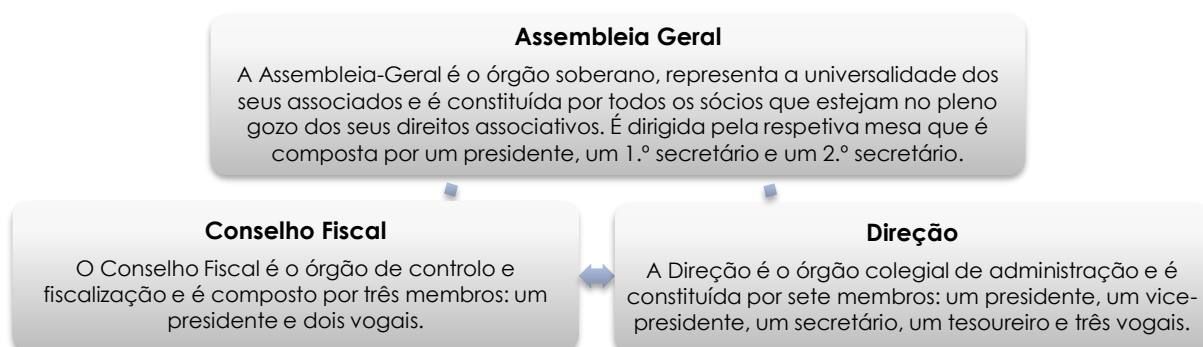 Assembleia Geral
A Assembleia-Geral é o órgão soberano, representa a universalidade dos
seus associados e é constituída por todos os sócios que estejam no pleno
gozo dos seus direitos associativos. É dirigida pela respetiva mesa que é
composta por um presidente, um 1.º secretário e um 2.º secretário.
Conselho Fiscal
O Conselho Fiscal é o órgão de controlo e
fiscalização e é composto por três membros: um
presidente e dois vogais.
Direção
A Direção é o órgão colegial de administração e é
constituída por sete membros: um presidente, um vice-
presidente, um secretário, um tesoureiro e três vogais.